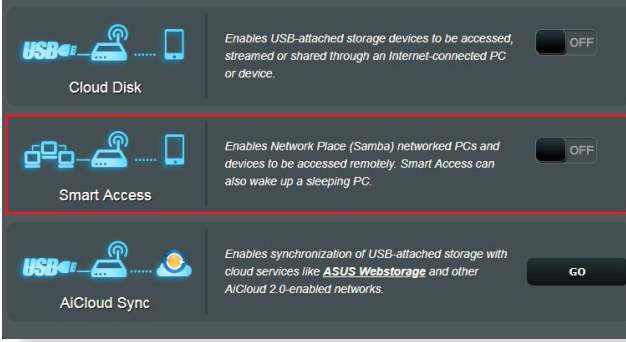 USB
Cloud Disk
Enables USB-attached storage devices to be accessed,
streamed or shared through an Internet-connected PC
or device.
OFF
Smart Access
Enables Network Place (Samba) networked PCs and
devices to be accessed remotely. Smart Access can
also wake up a sleeping PC.
OFF
USB
AiCloud Sync
Enables synchronization of USB-attached storage with
cloud services like ASUS Webstorage and other
AiCloud 2.0-enabled networks.
GO